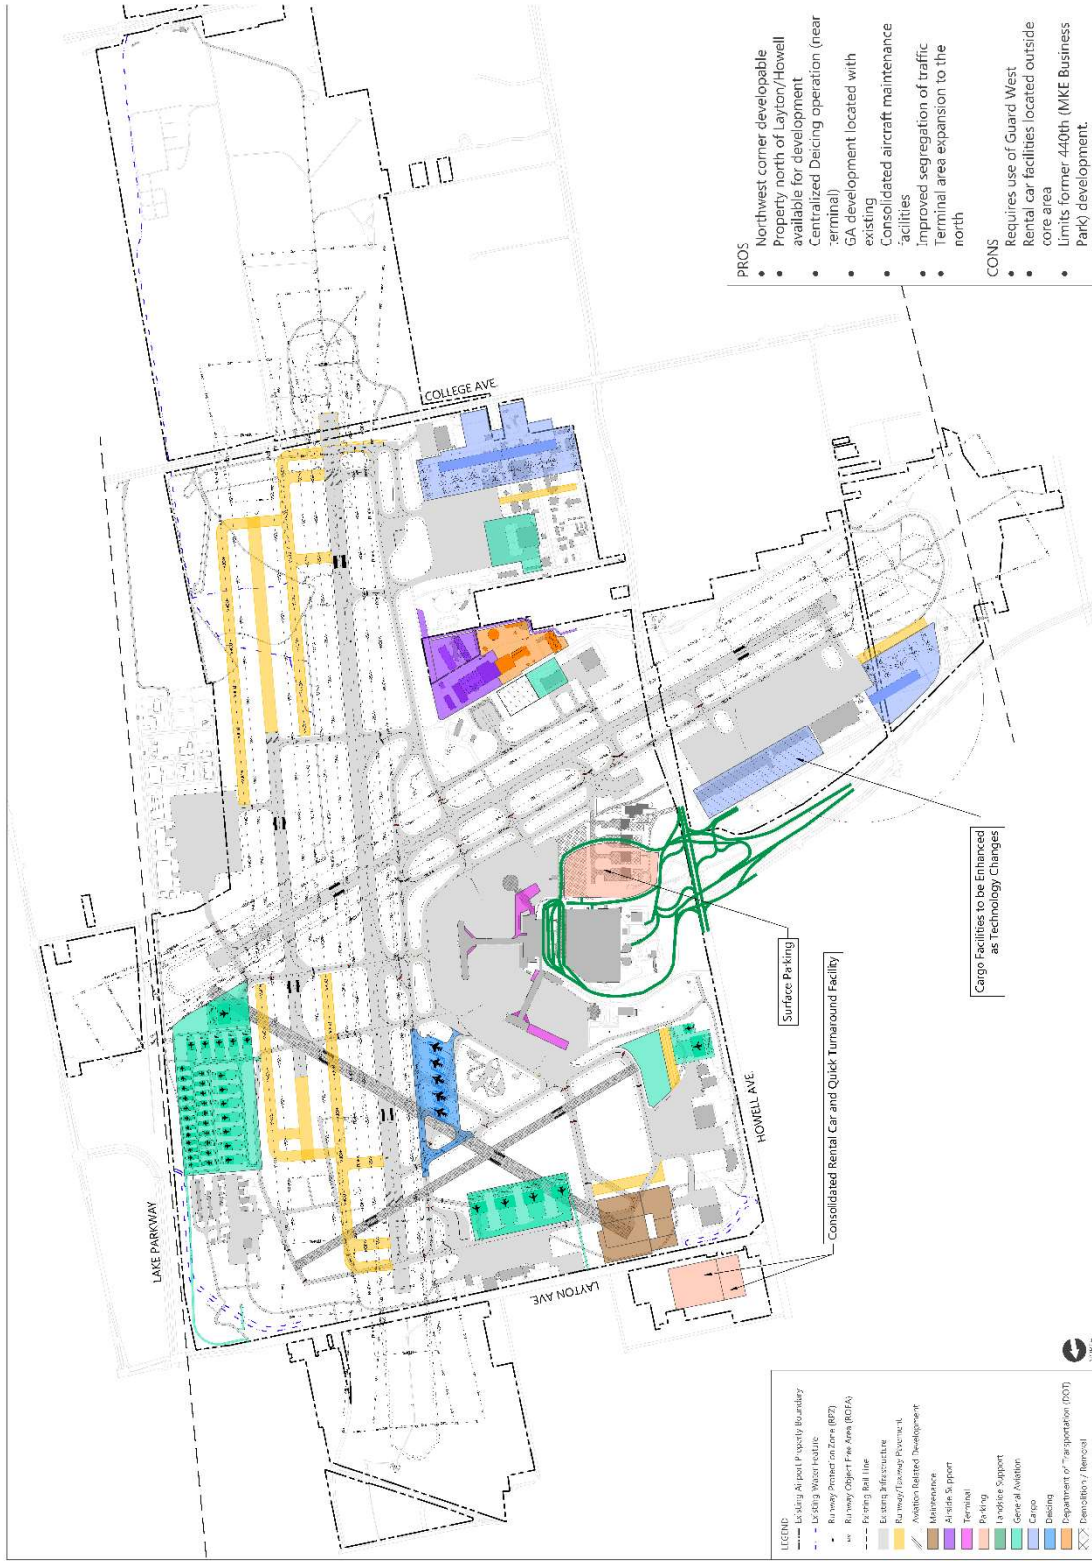 PROS
• Northwest corner developable
• Property north of Layton/Howell
available for development
• Centralized Deicing operation (near
terminal)
• GA development located with
existing
• Consolidated aircraft maintenance
facilities
• Improved segregation of traffic
• Terminal area expansion to the
north
CONS
• Requires use of Guard West
• Rental car facilities located outside
core area
• Limits former 440th (MKE Business
Park) development.
COLLEGE AVE.
LAKE PARKWAY
LAYTON AVE.
HOWELL AVE.
Surface Parking
Consolidated Rental Car and Quick Turnaround Facility
Cargo Facilities to be Enhanced
as Technology Changes
LEGEND
Existing Airport Property Boundary
Existing Water Feature
Runway Protection Zone (RPZ)
Runway Object Free Area (ROFA)
Existing Rail Line
Existing Infrastructure
Runway/Taxiway Pavement
Aviation Related Development
Maintenance
Airside Support
Terminal
Parking
Landside Support
General Aviation
Cargo
Deicing
Department of Transportation (DOT)
Demolition / Removal